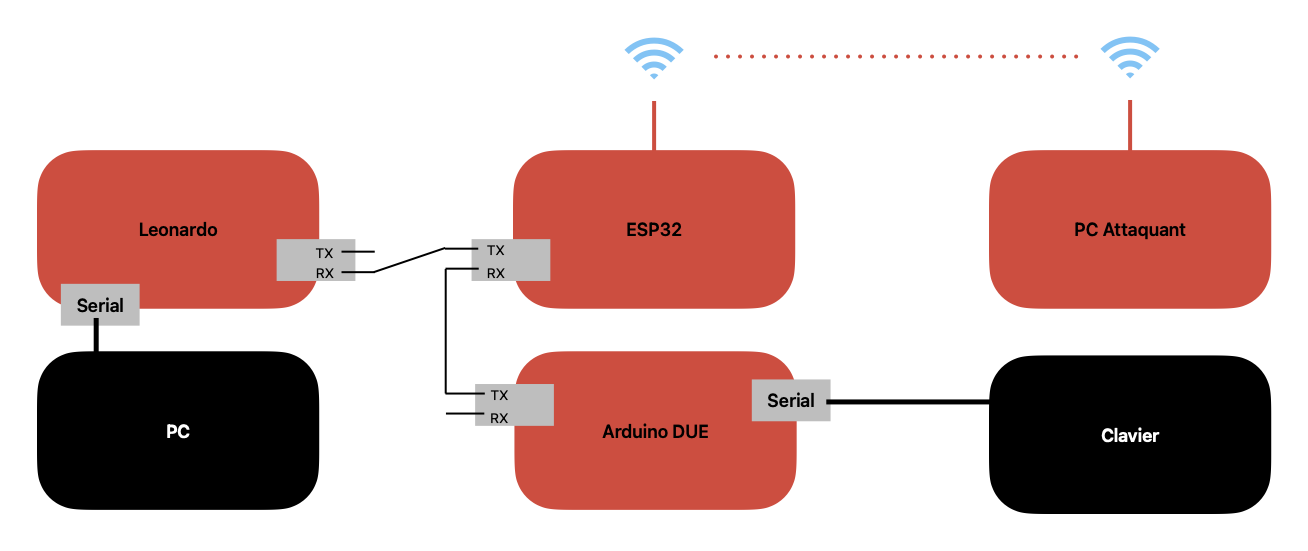 Leonardo
TX
RX
Serial
PC
ESP32
TX
RX
TX
RX
Arduino DUE
Serial
PC Attaquant
Clavier